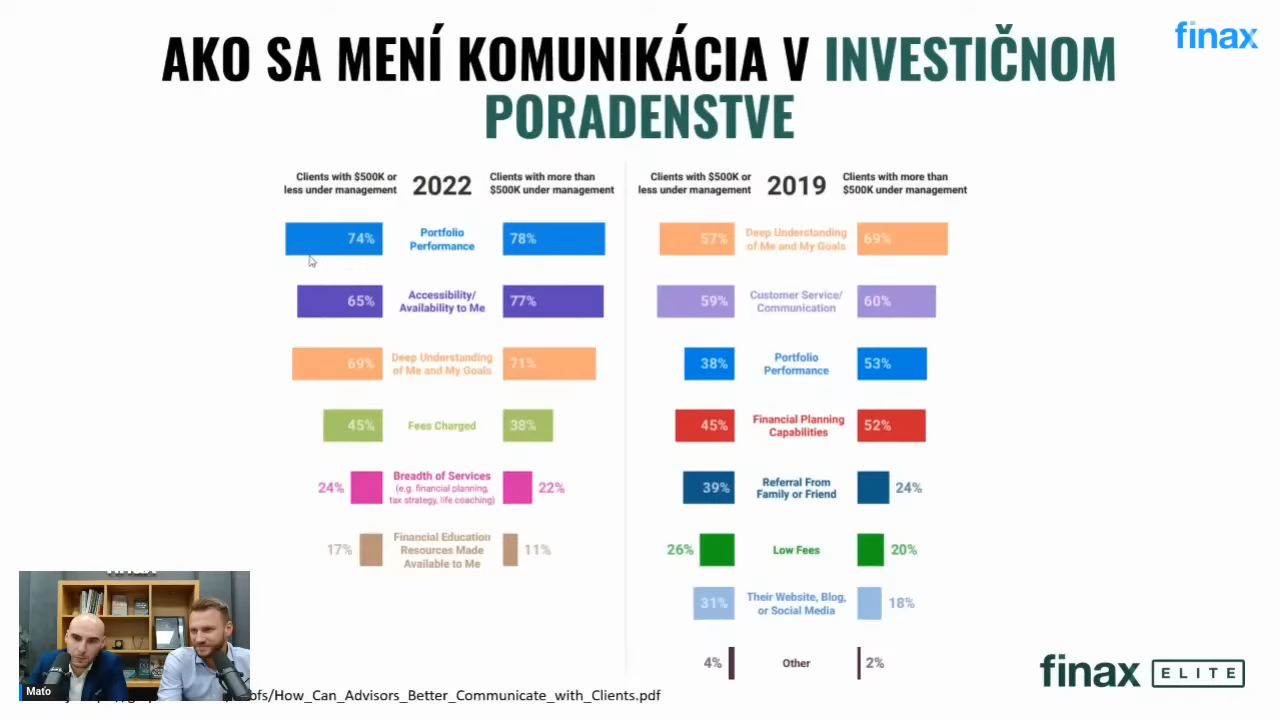 finax
AKO SA MENÍ KOMUNIKÁCIA V INVESTIČNOM
PORADENSTVE
Clients with $500K or
less under management
2022
Clients with more than
$500K under management
74%
Portfolio
Performance
78%
65%
Accessibility/
Availability to Me
77%
69%
Deep Understanding
of Me and My Goals
71%
45%
Fees Charged
38%
24%
Breadth of Services
(e.g. financial planning,
tax strategy, life coaching)
22%
17%
Financial Education
Resources Made
Available to Me
11%
Clients with $500K or
less under management
2019
Clients with more than
$500K under management
57%
Deep Understanding
of Me and My Goals
69%
59%
Customer Service/
Communication
60%
38%
Portfolio
Performance
53%
45%
Financial Planning
Capabilities
52%
39%
Referral From
Family or Friend
24%
26%
Low Fees
20%
31%
Their Website, Blog,
or Social Media
18%
4%
Other
2%
Maťo
/How_Can_Advisors_Better_Communicate_with_Clients.pdf
finax ELITE